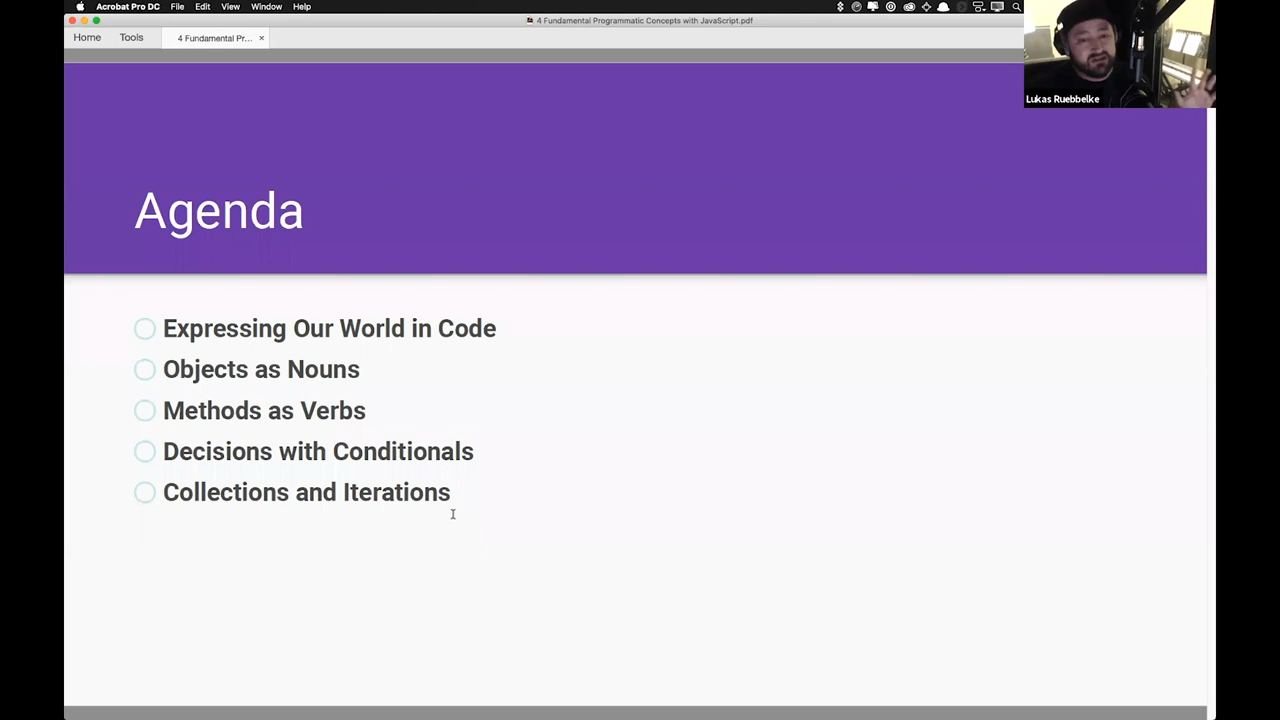 Acrobat Pro DC File Edit View Window Help
4 Fundamental Programmatic Concepts with JavaScript.pdf
Home Tools 4 Fundamental Pr... ×
Lukas Ruebbelke
Agenda
Expressing Our World in Code
Objects as Nouns
Methods as Verbs
Decisions with Conditionals
Collections and Iterations